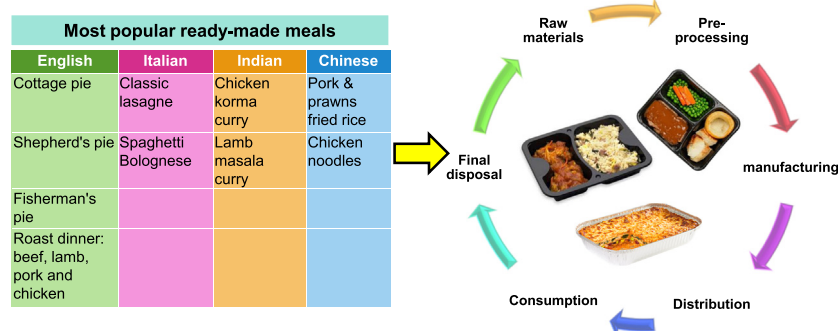 Most popular ready-made meals
English
Italian
Indian
Chinese
Cottage pie
Classic
lasagne
Chicken
korma
curry
Pork &
prawns
fried rice
Shepherd's pie
Spaghetti
Bolognese
Lamb
masala
curry
Chicken
noodles
Fisherman's
pie
Roast dinner:
beef, lamb,
pork and
chicken
Raw
materials
Pre-
processing
manufacturing
Distribution
Consumption
Final
disposal